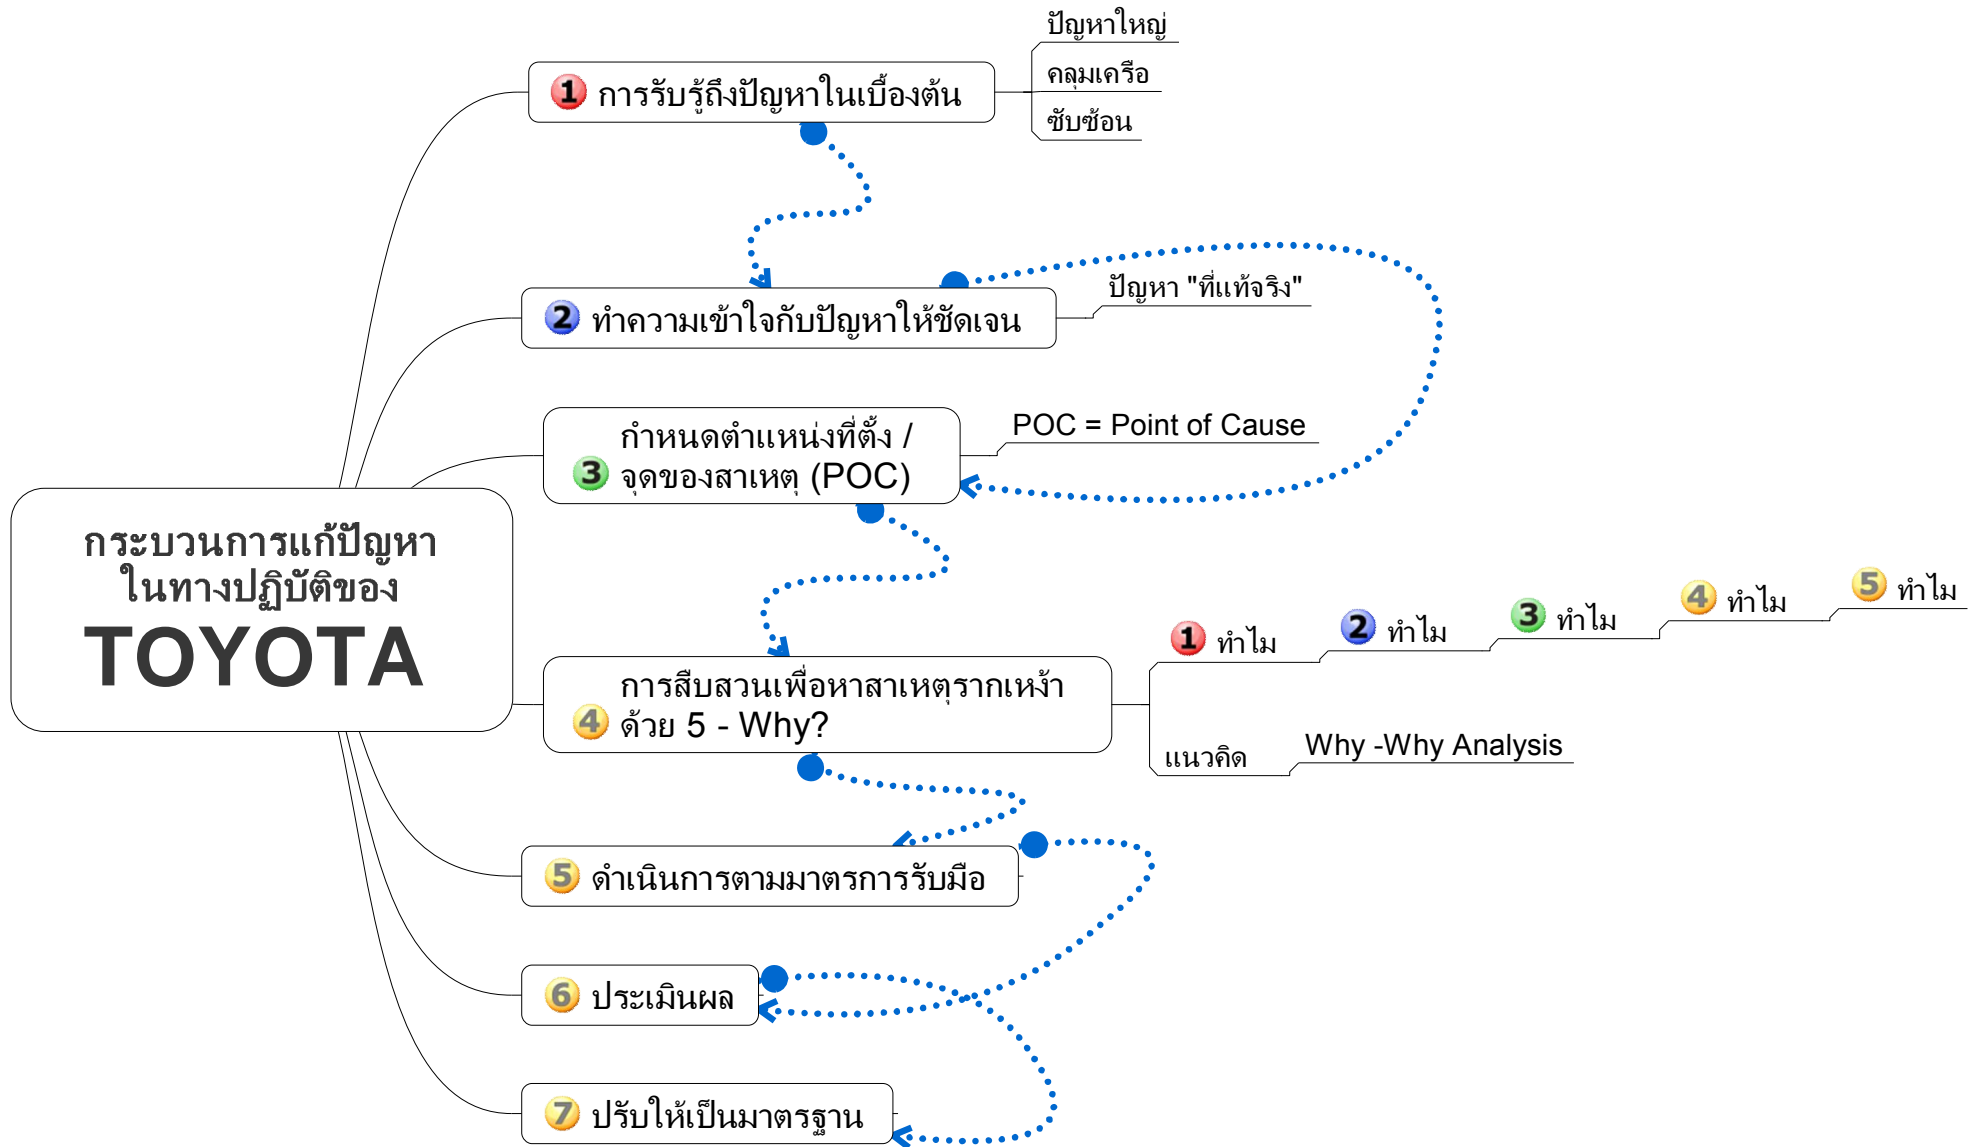 กระบวนการแก้ปัญหา
ในทางปฏิบัติของ
TOYOTA
1 การรับรู้ถึงปัญหาในเบื้องต้น
ปัญหาใหญ่
คลุมเครือ
ซับซ้อน
2 ทำความเข้าใจกับปัญหาให้ชัดเจน
ปัญหา "ที่แท้จริง"
3 กำหนดตำแหน่งที่ตั้ง /
จุดของสาเหตุ (POC)
POC = Point of Cause
4 การสืบสวนเพื่อหาสาเหตุรากเหง้า
ด้วย 5 - Why?
1 ทำไม
2 ทำไม
3 ทำไม
4 ทำไม
5 ทำไม
แนวคิด
Why -Why Analysis
5 ดำเนินการตามมาตรการรับมือ
6 ประเมินผล
7 ปรับให้เป็นมาตรฐาน